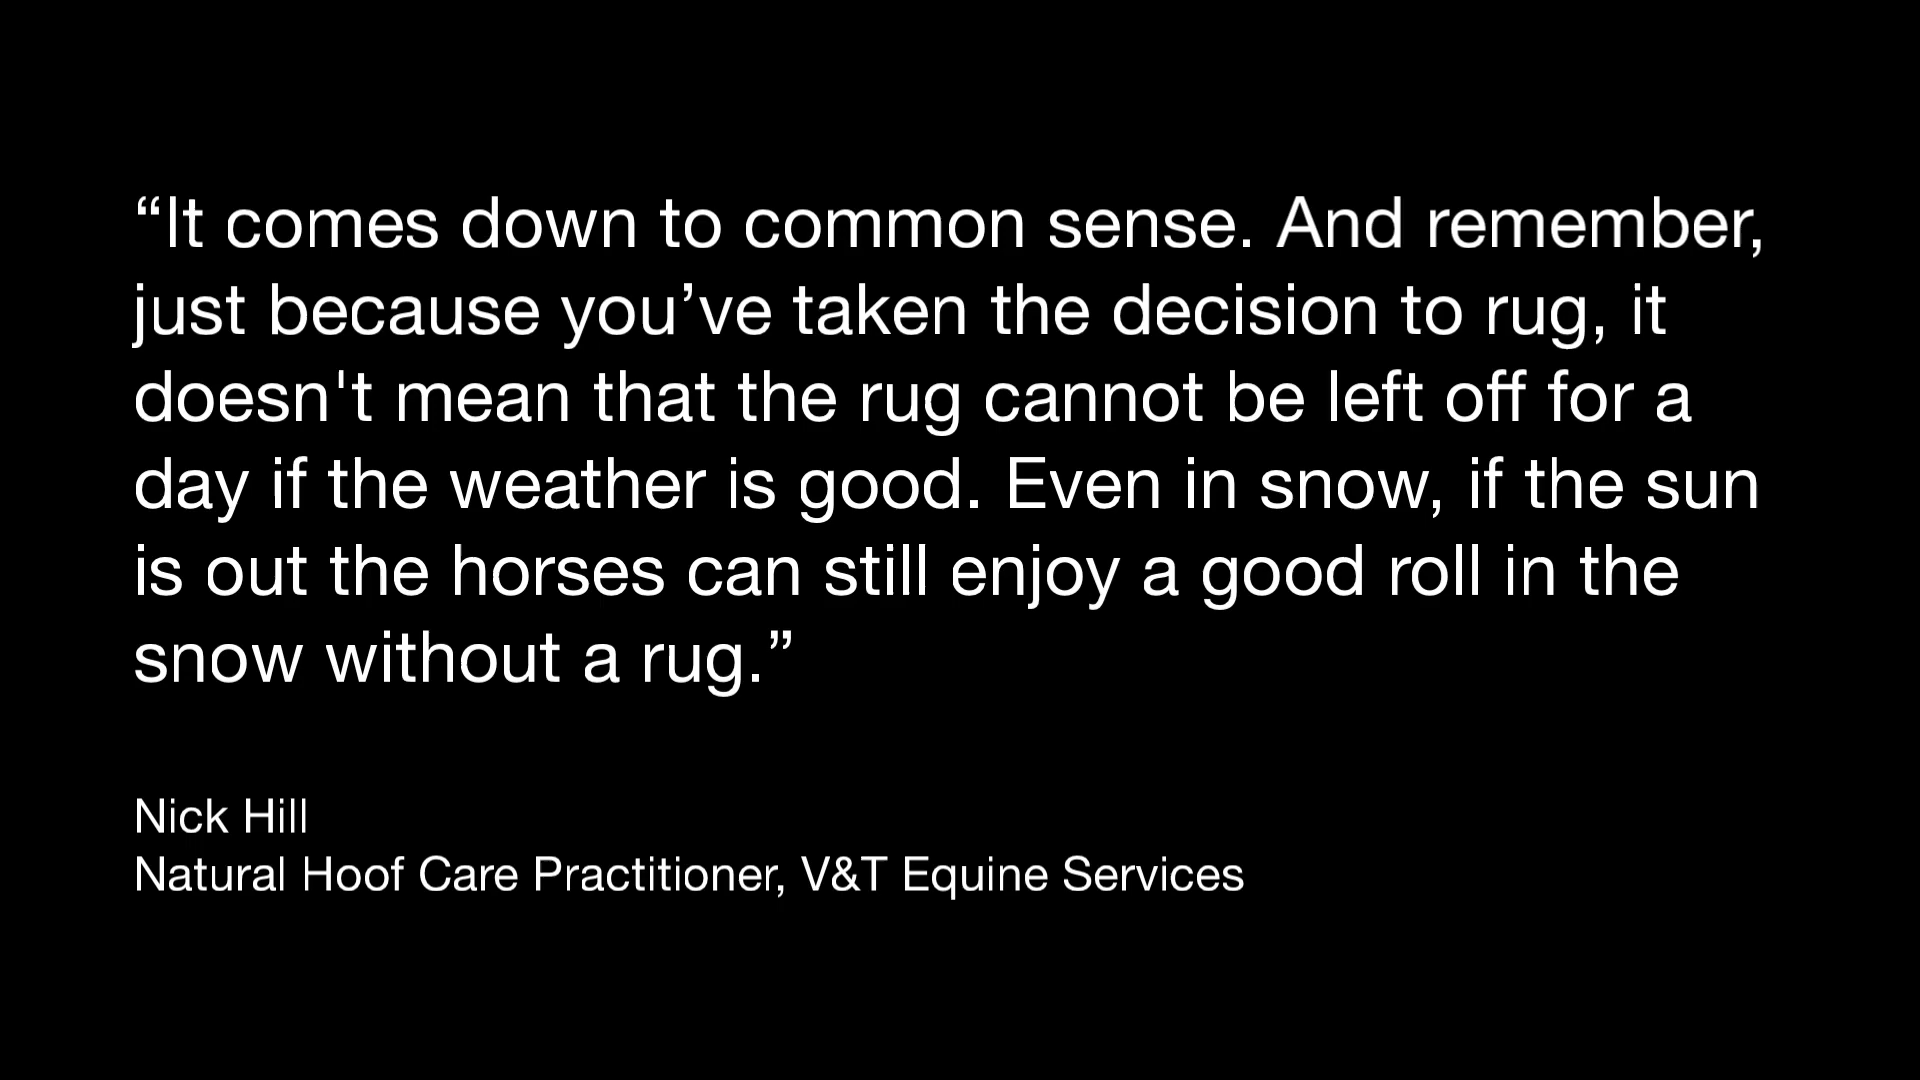 “It comes down to common sense. And remember,
just because you’ve taken the decision to rug, it
doesn't mean that the rug cannot be left off for a
day if the weather is good. Even in snow, if the sun
is out the horses can still enjoy a good roll in the
snow without a rug.”
Nick Hill
Natural Hoof Care Practitioner, V&T Equine Services